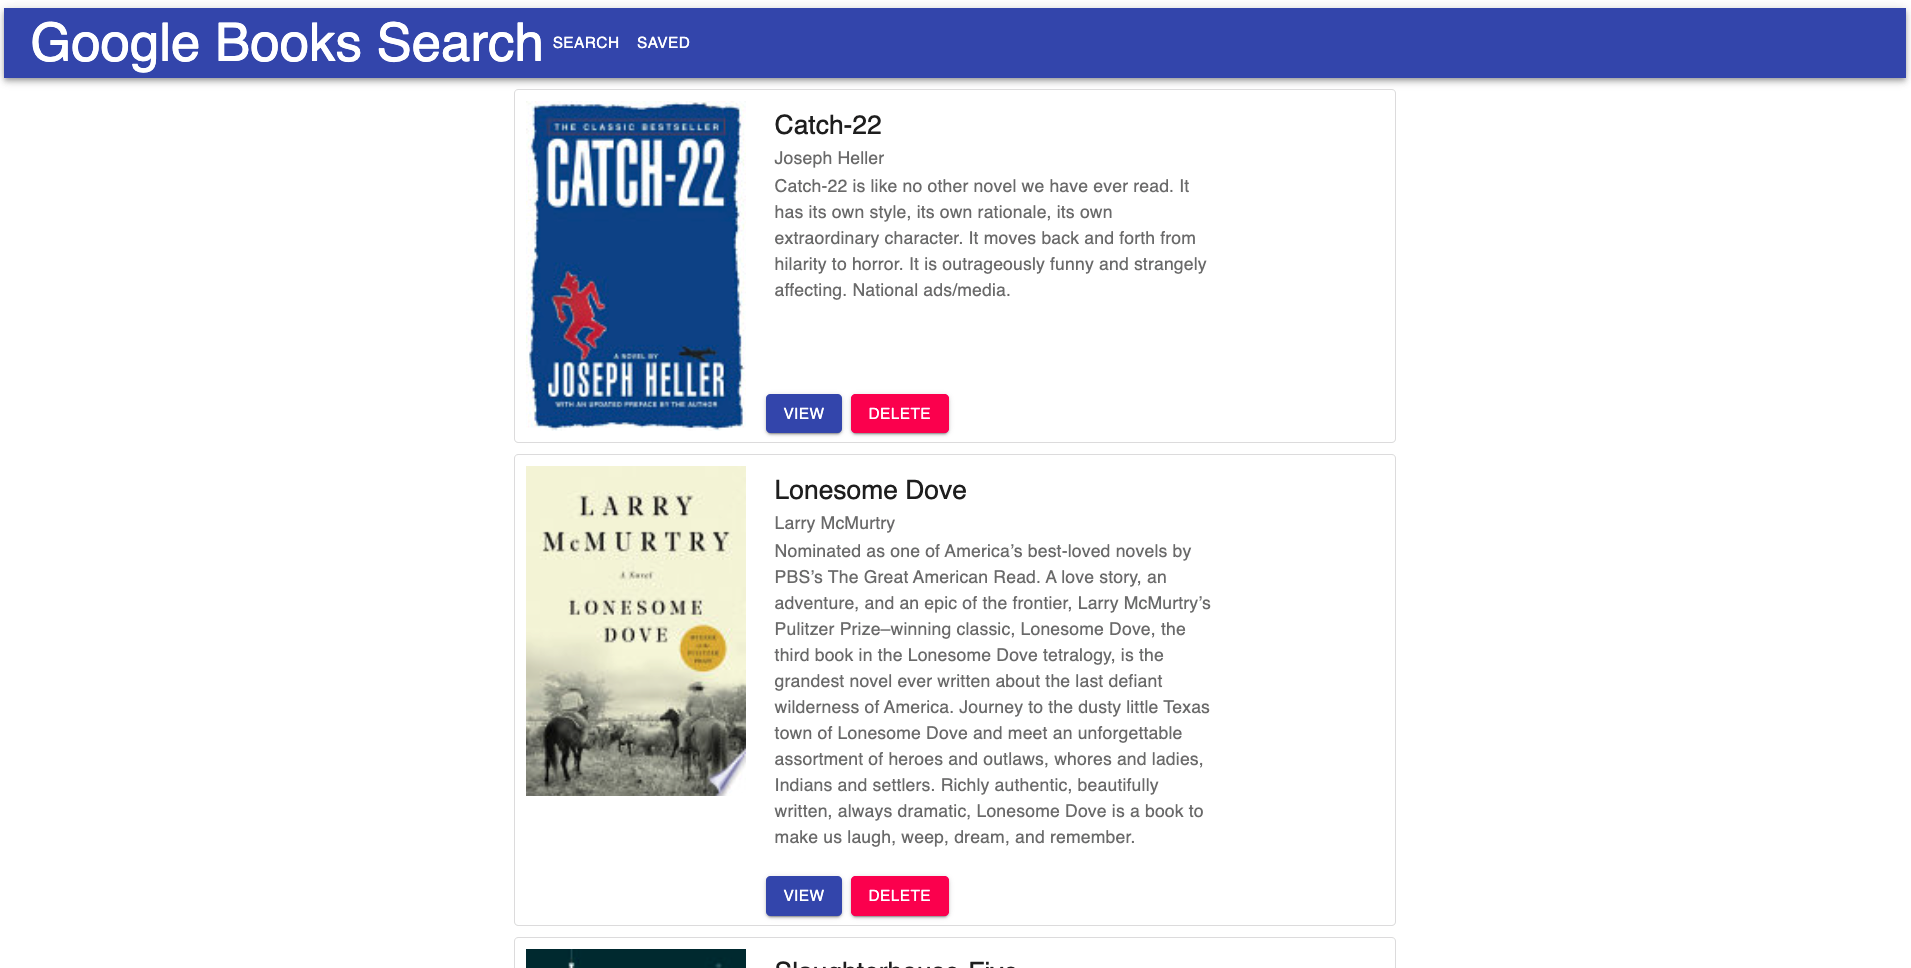 Google Books Search SEARCH SAVED
THE CLASSIC BESTSELLER
CATCH-22
A NOVEL BY
JOSEPH HELLER
WITH AN UPDATED PREFACE BY THE AUTHOR
Catch-22
Joseph Heller
Catch-22 is like no other novel we have ever read. It
has its own style, its own rationale, its own
extraordinary character. It moves back and forth from
hilarity to horror. It is outrageously funny and strangely
affecting. National ads/media.
VIEW DELETE
LARRY
McMURTRY
A Novel
LONESOME
DOVE
WINNER
of the
PULITZER
PRIZE
Lonesome Dove
Larry McMurtry
Nominated as one of America’s best-loved novels by
PBS’s The Great American Read. A love story, an
adventure, and an epic of the frontier, Larry McMurtry’s
Pulitzer Prize–winning classic, Lonesome Dove, the
third book in the Lonesome Dove tetralogy, is the
grandest novel ever written about the last defiant
wilderness of America. Journey to the dusty little Texas
town of Lonesome Dove and meet an unforgettable
assortment of heroes and outlaws, whores and ladies,
Indians and settlers. Richly authentic, beautifully
written, always dramatic, Lonesome Dove is a book to
make us laugh, weep, dream, and remember.
VIEW DELETE
Slaughterhouse-Five